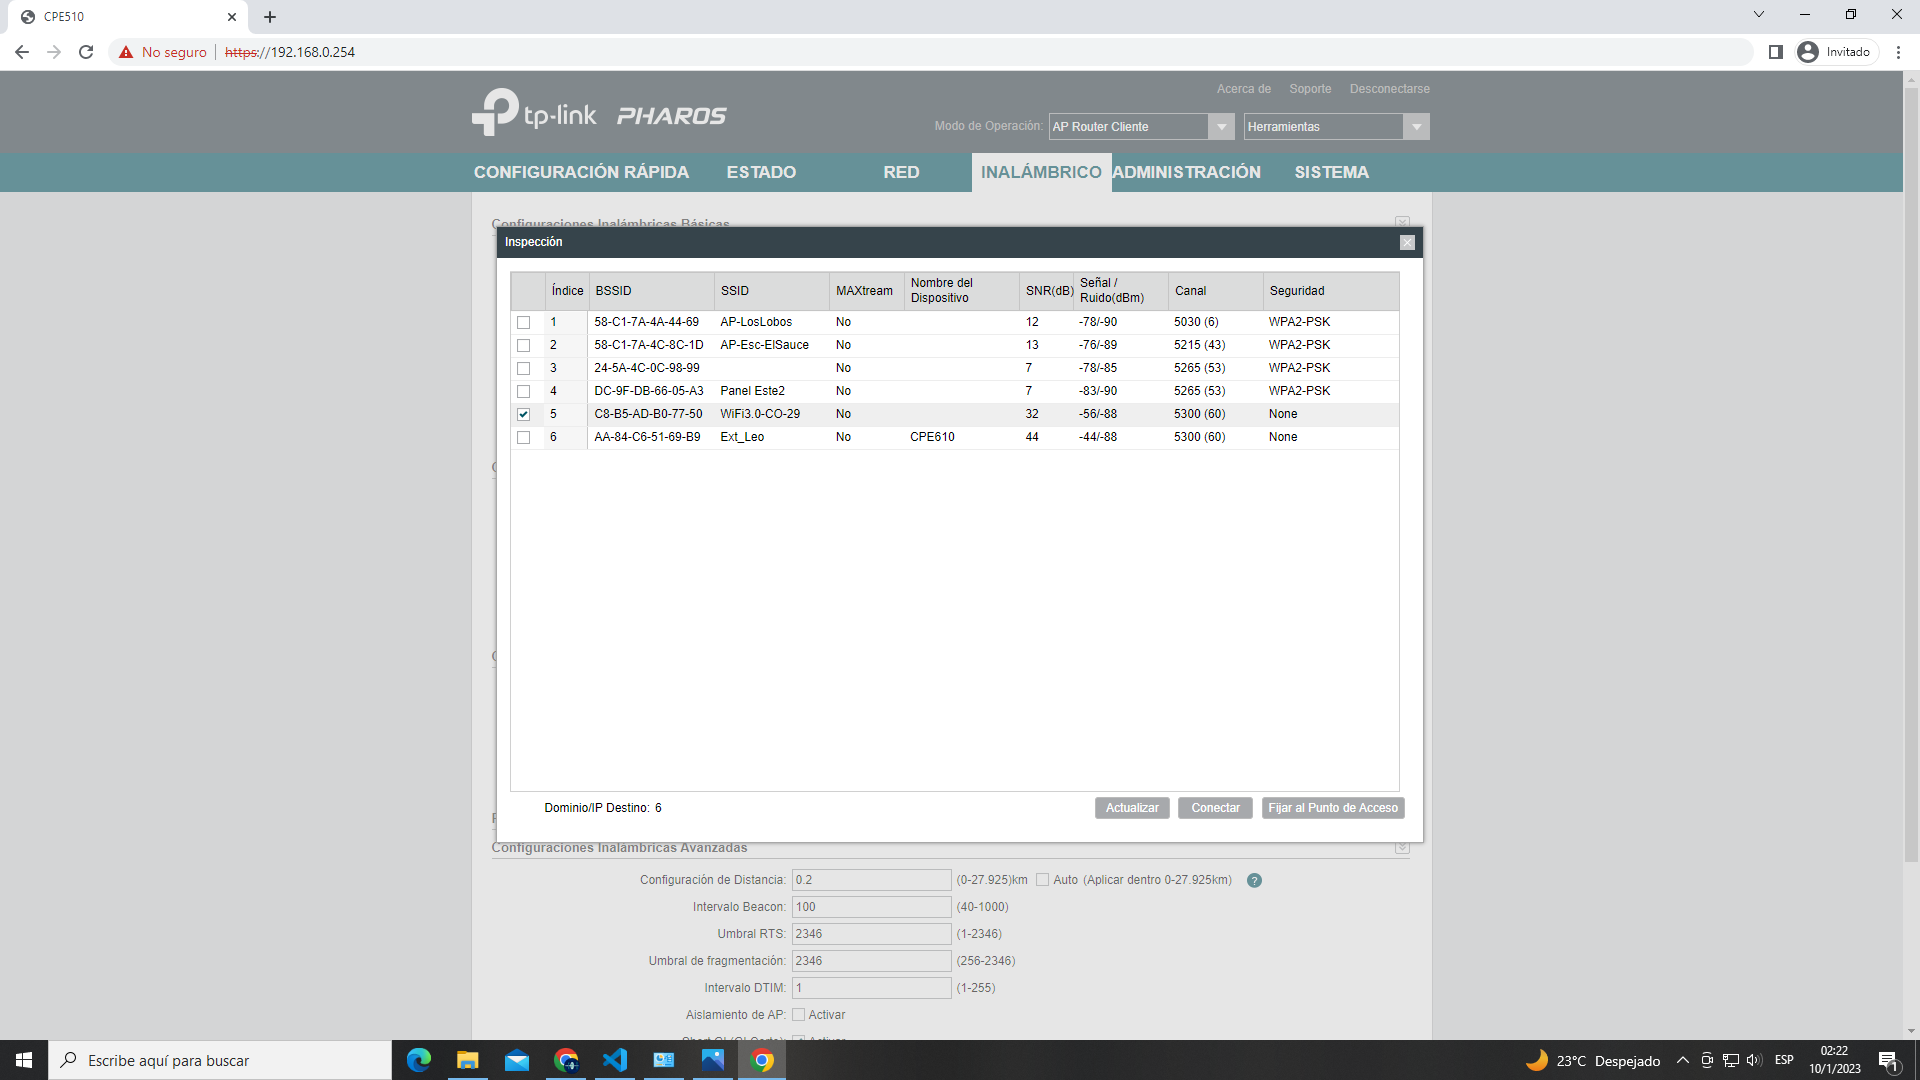 CPE510
No seguro
https://192.168.0.254
Invitado
tp-link PHAROS
Acerca de Soporte Desconectarse
Modo de Operación: AP Router Cliente Herramientas
CONFIGURACIÓN RÁPIDA ESTADO RED INALÁMBRICO ADMINISTRACIÓN SISTEMA
Configuraciones Inalámbricas Básicas
Inspección
Índice BSSID SSID MAXtream Nombre del Dispositivo SNR(dB) Señal / Ruido(dBm) Canal Seguridad
1 58-C1-7A-4A-44-69 AP-LosLobos No 12 -78/-90 5030 (6) WPA2-PSK
2 58-C1-7A-4C-8C-1D AP-Esc-ElSauce No 13 -76/-89 5215 (43) WPA2-PSK
3 24-5A-4C-0C-98-99 No 7 -78/-85 5265 (53) WPA2-PSK
4 DC-9F-DB-66-05-A3 Panel Este2 No 7 -83/-90 5265 (53) WPA2-PSK
5 C8-B5-AD-B0-77-50 WiFi3.0-CO-29 No 32 -56/-88 5300 (60) None
6 AA-84-C6-51-69-B9 Ext_Leo No CPE610 44 -44/-88 5300 (60) None
Dominio/IP Destino: 6
Actualizar Conectar Fijar al Punto de Acceso
Configuraciones Inalámbricas Avanzadas
Configuración de Distancia: 0.2 (0-27.925)km Auto (Aplicar dentro 0-27.925km) ?
Intervalo Beacon: 100 (40-1000)
Umbral RTS: 2346 (1-2346)
Umbral de fragmentación: 2346 (256-2346)
Intervalo DTIM: 1 (1-255)
Aislamiento de AP: Activar
Escribe aquí para buscar
23°C Despejado
ESP
02:22
10/1/2023
1